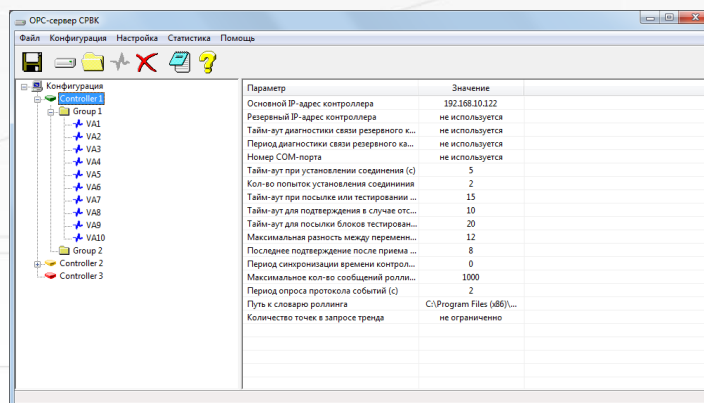 OPC-сервер СРВК
Файл Конфигурация Настройка Статистика Помощь
Конфигурация
Controller 1
Group 1
VA1
VA2
VA3
VA4
VA5
VA6
VA7
VA8
VA9
VA10
Group 2
Controller 2
Controller 3
Параметр Значение
Основной IP-адрес контроллера 192.168.10.122
Резервный IP-адрес контроллера не используется
Тайм-аут диагностики связи резервного к... не используется
Период диагностики связи резервного ка... не используется
Номер COM-порта не используется
Тайм-аут при установлении соединения (с) 5
Кол-во попыток установления соедининия 2
Тайм-аут при посылке или тестировании ... 15
Тайм-аут для подтверждения в случае отс... 10
Тайм-аут для посылки блоков тестирован... 20
Максимальная разность между переменн... 12
Последнее подтверждение после приема ... 8
Период синхронизации времени контрол... 0
Максимальное кол-во сообщений ролли... 1000
Период опроса протокола событий (с) 2
Путь к словарю роллинга C:\Program Files (x86)\...
Количество точек в запросе тренда не ограниченно